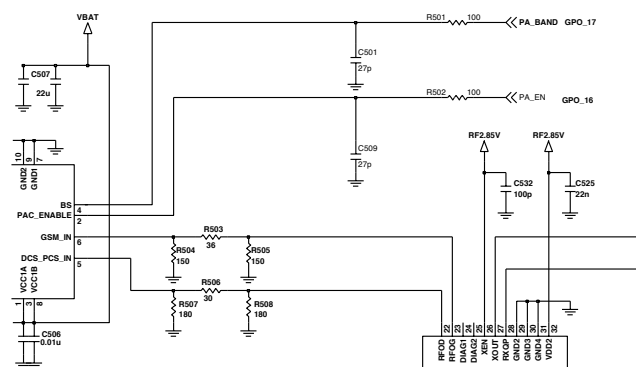 R501 100 PA_BAND GPO_17
VBAT
C501
27p
C507
22u
R502 100 PA_EN GPO_16
RF2.85V RF2.85V
C509
27p
10 9 7
GND2 GND1
C532
100p
C525
22n
BS
4
PAC_ENABLE
2
GSM_IN
6
R503
36
DCS_PCS_IN
5
R504
150
R505
150
VCC1A VCC1B
R506
30
1 3 8
R507
180
R508
180
C506
0.01u
22 23 24 25 26 27 28 29 30 31 32
RFOD RFOG DIAG1 DIAG2 XEN XOUT RXQP GND2 GND3 GND4 VDD2